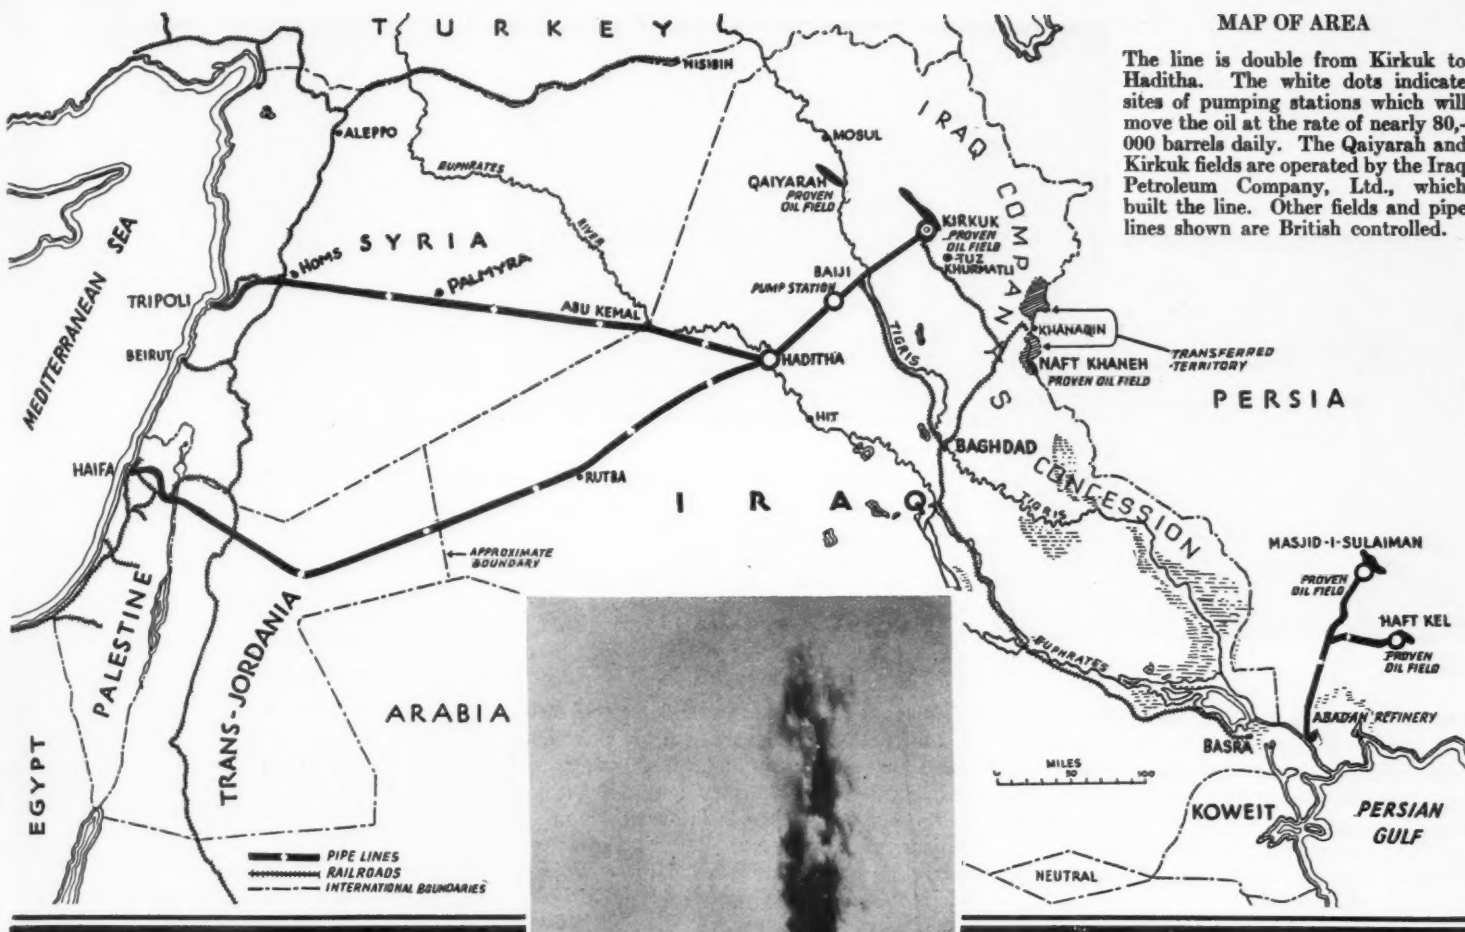 MAP OF AREA
The line is double from Kirkuk to
Haditha. The white dots indicate
sites of pumping stations which will
move the oil at the rate of nearly 80,-
000 barrels daily. The Qaiyarah and
Kirkuk fields are operated by the Iraq
Petroleum Company, Ltd., which
built the line. Other fields and pipe
lines shown are British controlled.
TURKEY
NISIBIN
ALEPPO
MOSUL
EUPHRATES
RIVER
QAIYARAH
PROVEN
OIL FIELD
IRAQ COMPANY'S CONCESSION
KIRKUK
PROVEN
OIL FIELD
TUZ
KHURMATLI
SYRIA
HOMS
PALMYRA
BAIJI
PUMP STATION
MEDITERRANEAN SEA
TRIPOLI
ABU KEMAL
TIGRIS
KHANAQIN
TRANSFERRED
TERRITORY
BEIRUT
HADITHA
NAFT KHANEH
PROVEN OIL FIELD
PERSIA
HIT
BAGHDAD
HAIFA
RUTBA
IRAQ
TIGRIS
APPROXIMATE
BOUNDARY
MASJID-I-SULAIMAN
PROVEN
OIL FIELD
HAFT KEL
PROVEN
OIL FIELD
PALESTINE
TRANS-JORDANIA
EUPHRATES
ARABIA
ABADAN REFINERY
BASRA
EGYPT
MILES
0 50 100
KOWEIT
PERSIAN
GULF
NEUTRAL
PIPE LINES
RAILROADS
INTERNATIONAL BOUNDARIES